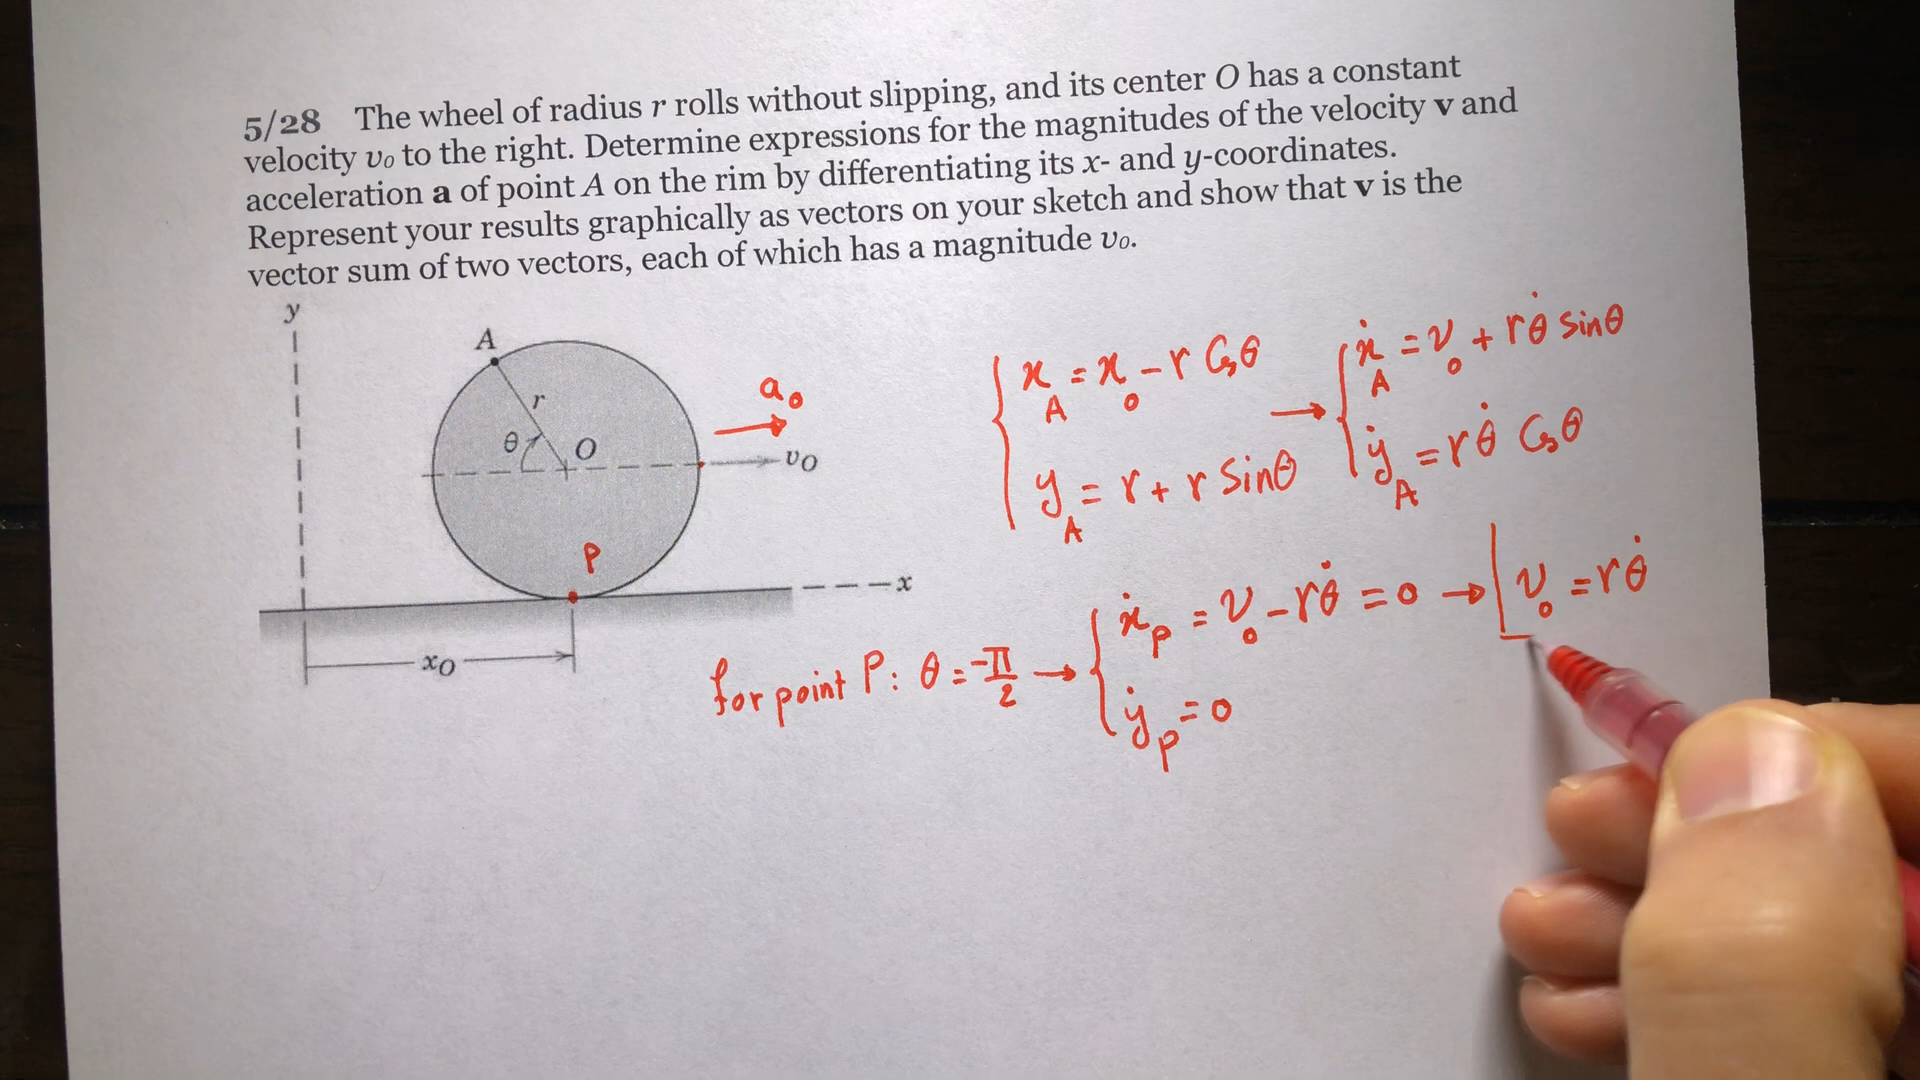 5/28 The wheel of radius r rolls without slipping, and its center O has a constant
velocity vO to the right. Determine expressions for the magnitudes of the velocity v and
acceleration a of point A on the rim by differentiating its x- and y-coordinates.
Represent your results graphically as vectors on your sketch and show that v is the
vector sum of two vectors, each of which has a magnitude vO.
y
A
r
θ
O
a₀
vO
P
x
xO
x_A = x₀ - r Cosθ
y_A = r + r Sinθ
→
ẋ_A = v₀ + rθ̇ sinθ
ẏ_A = rθ̇ Cosθ
for point P: θ = -π/2 →
ẋ_P = v₀ - rθ̇ = 0 → v₀ = rθ̇
ẏ_P = 0